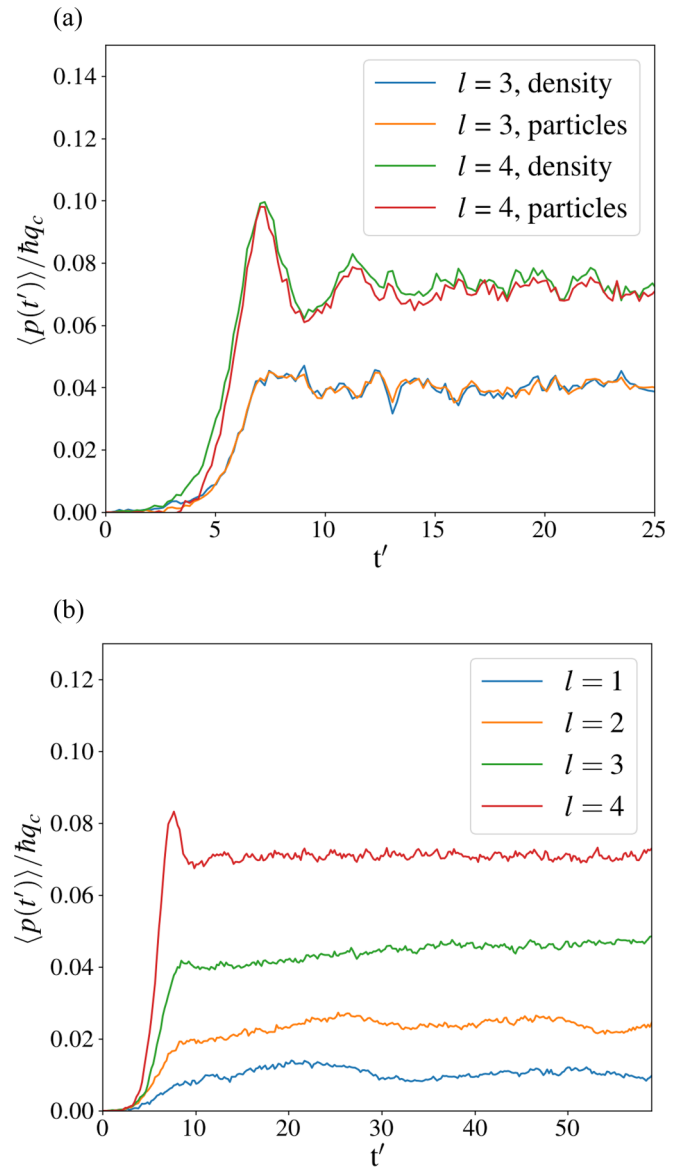 (a)
0.14
0.12
0.10
0.08
0.06
0.04
0.02
0.00
⟨p(t′)⟩/ħq_c
l = 3, density
l = 3, particles
l = 4, density
l = 4, particles
0 5 10 15 20 25
t′
(b)
0.12
0.10
0.08
0.06
0.04
0.02
0.00
⟨p(t′)⟩/ħq_c
l = 1
l = 2
l = 3
l = 4
0 10 20 30 40 50
t′